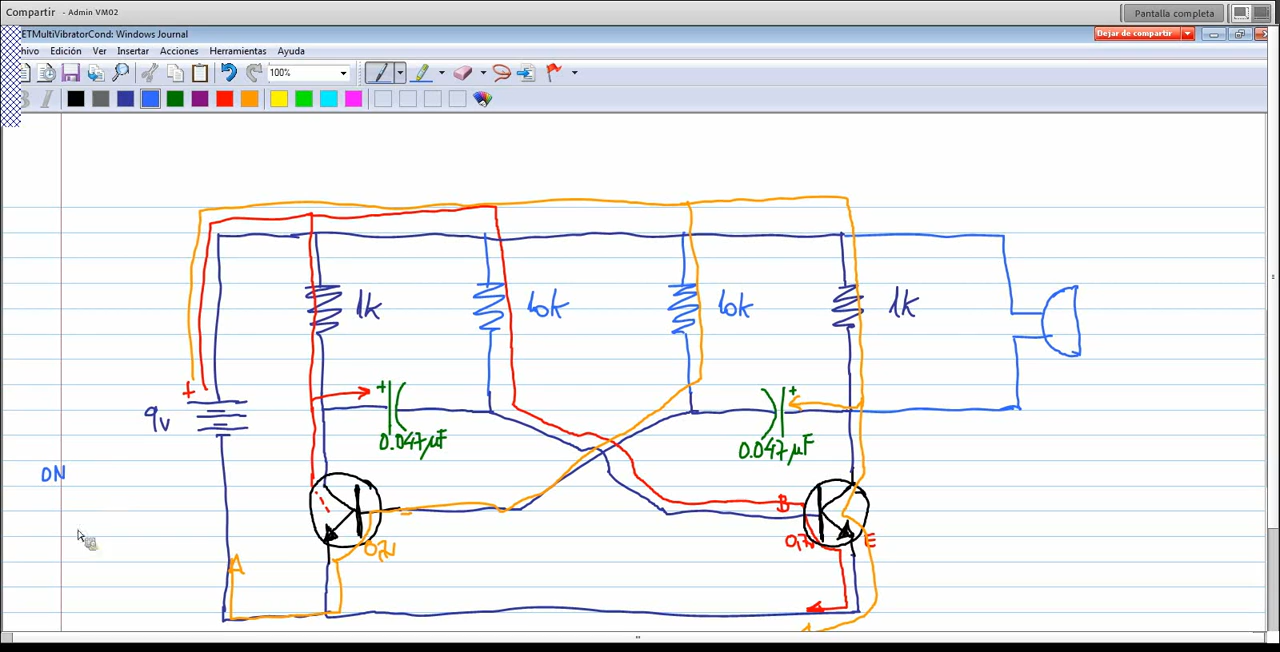 Compartir - Admin VM02
Pantalla completa
ETMultiVibratorCond: Windows Journal
Dejar de compartir
hivo Edición Ver Insertar Acciones Herramientas Ayuda
100%
B I
1k
10k
10k
1k
+
9v
+
0.047µF
+
0.047µF
ON
B
0,7v
0,7v
E
A